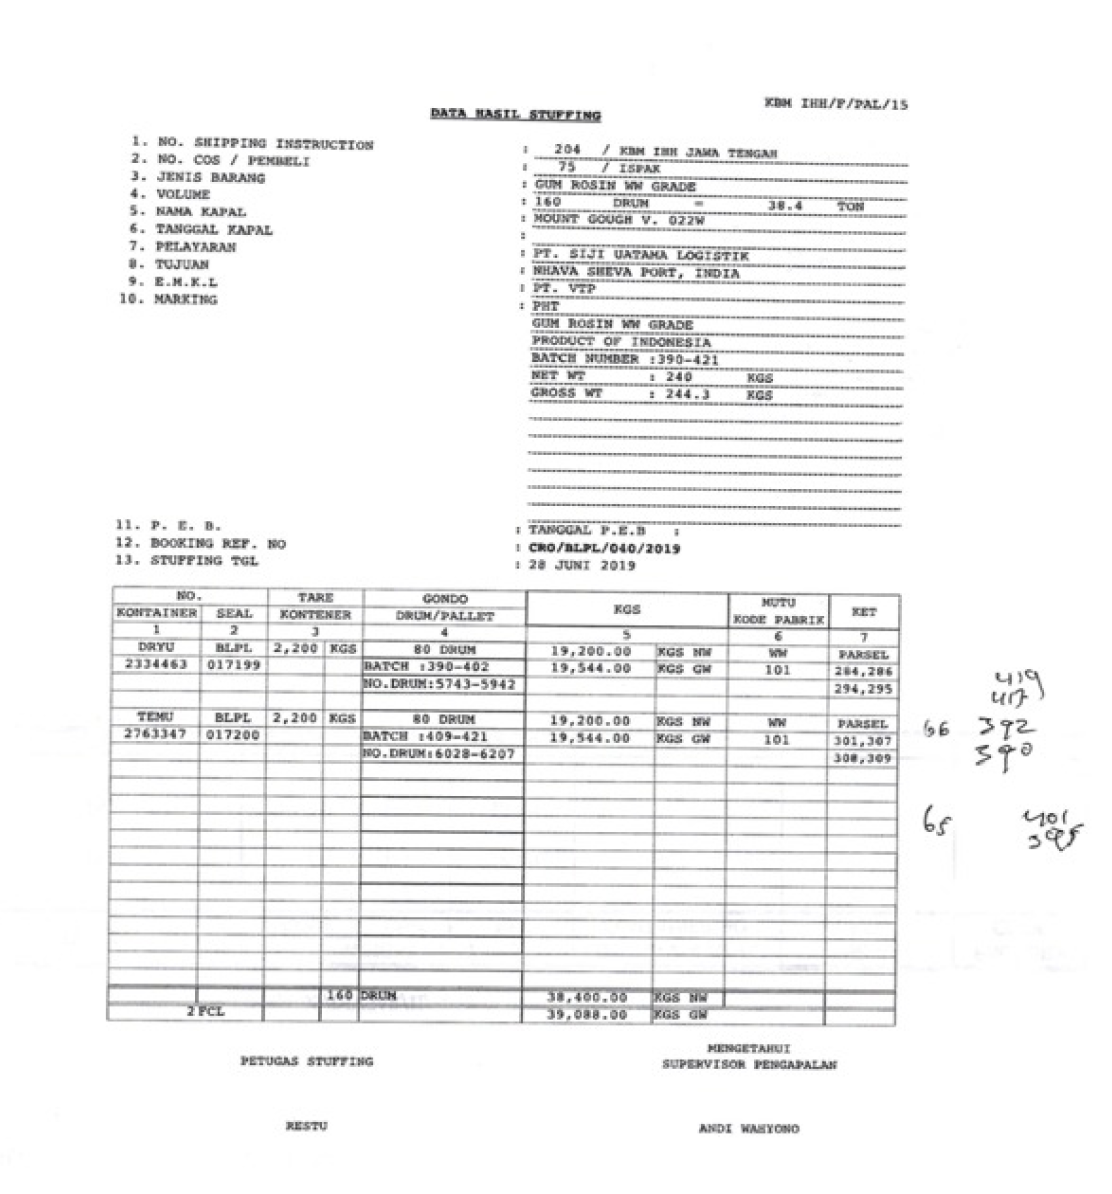 KBM IHH/F/PAL/15
DATA HASIL STUFFING
1. NO. SHIPPING INSTRUCTION : 204 / KBM IHH JAWA TENGAH
2. NO. COS / PEMBELI : 75 / ISPAK
3. JENIS BARANG : GUM ROSIN WW GRADE
4. VOLUME : 160 DRUM = 38.4 TON
5. NAMA KAPAL : MOUNT GOUGH V. 022W
6. TANGGAL KAPAL :
7. PELAYARAN : PT. SIJI UATAMA LOGISTIK
8. TUJUAN : NHAVA SHEVA PORT, INDIA
9. E.M.K.L : PT. VTP
10. MARKING : PHT
GUM ROSIN WW GRADE
PRODUCT OF INDONESIA
BATCH NUMBER :390-421
NET WT : 240 KGS
GROSS WT : 244.3 KGS
11. P. E. B. : TANGGAL P.E.B ;
12. BOOKING REF. NO : CRO/BLPL/040/2019
13. STUFFING TGL : 28 JUNI 2019
NO. TARE GONDO KGS MUTU KET
KONTAINER SEAL KONTENER DRUM/PALLET KODE PABRIK
1 2 3 4 5 6 7
DRYU BLPL 2,200 KGS 80 DRUM 19,200.00 KGS NW WW PARSEL
2334463 017199 BATCH :390-402 19,544.00 KGS GW 101 284,286
NO.DRUM:5743-5942 294,295
419
417
TEMU BLPL 2,200 KGS 80 DRUM 19,200.00 KGS NW WW PARSEL
66 392
2763347 017200 BATCH :409-421 19,544.00 KGS GW 101 301,307
390
NO.DRUM:6028-6207 308,309
65 401
395
160 DRUM 38,400.00 KGS NW
2 FCL 39,088.00 KGS GW
PETUGAS STUFFING
MENGETAHUI
SUPERVISOR PENGAPALAN
RESTU
ANDI WAHYONO